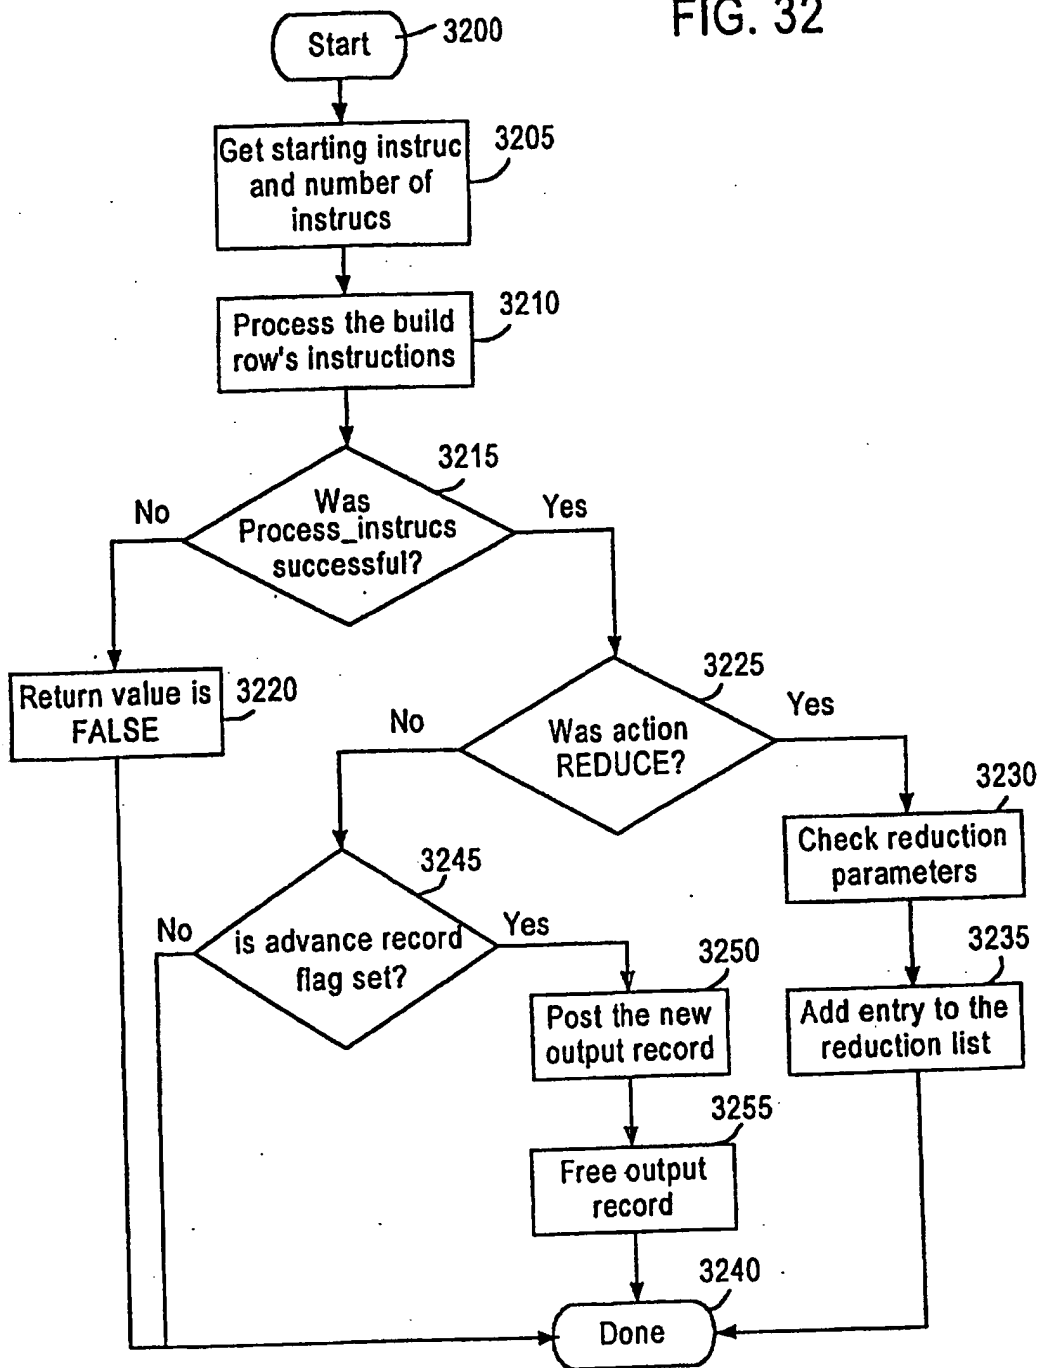 FIG. 32
Start
3200
Get starting instruc
and number of
instrucs
3205
Process the build
row's instructions
3210
Was
Process_instrucs
successful?
3215
No
Yes
Return value is
FALSE
3220
Was action
REDUCE?
3225
No
Yes
Check reduction
parameters
3230
Add entry to the
reduction list
3235
is advance record
flag set?
3245
No
Yes
Post the new
output record
3250
Free output
record
3255
Done
3240